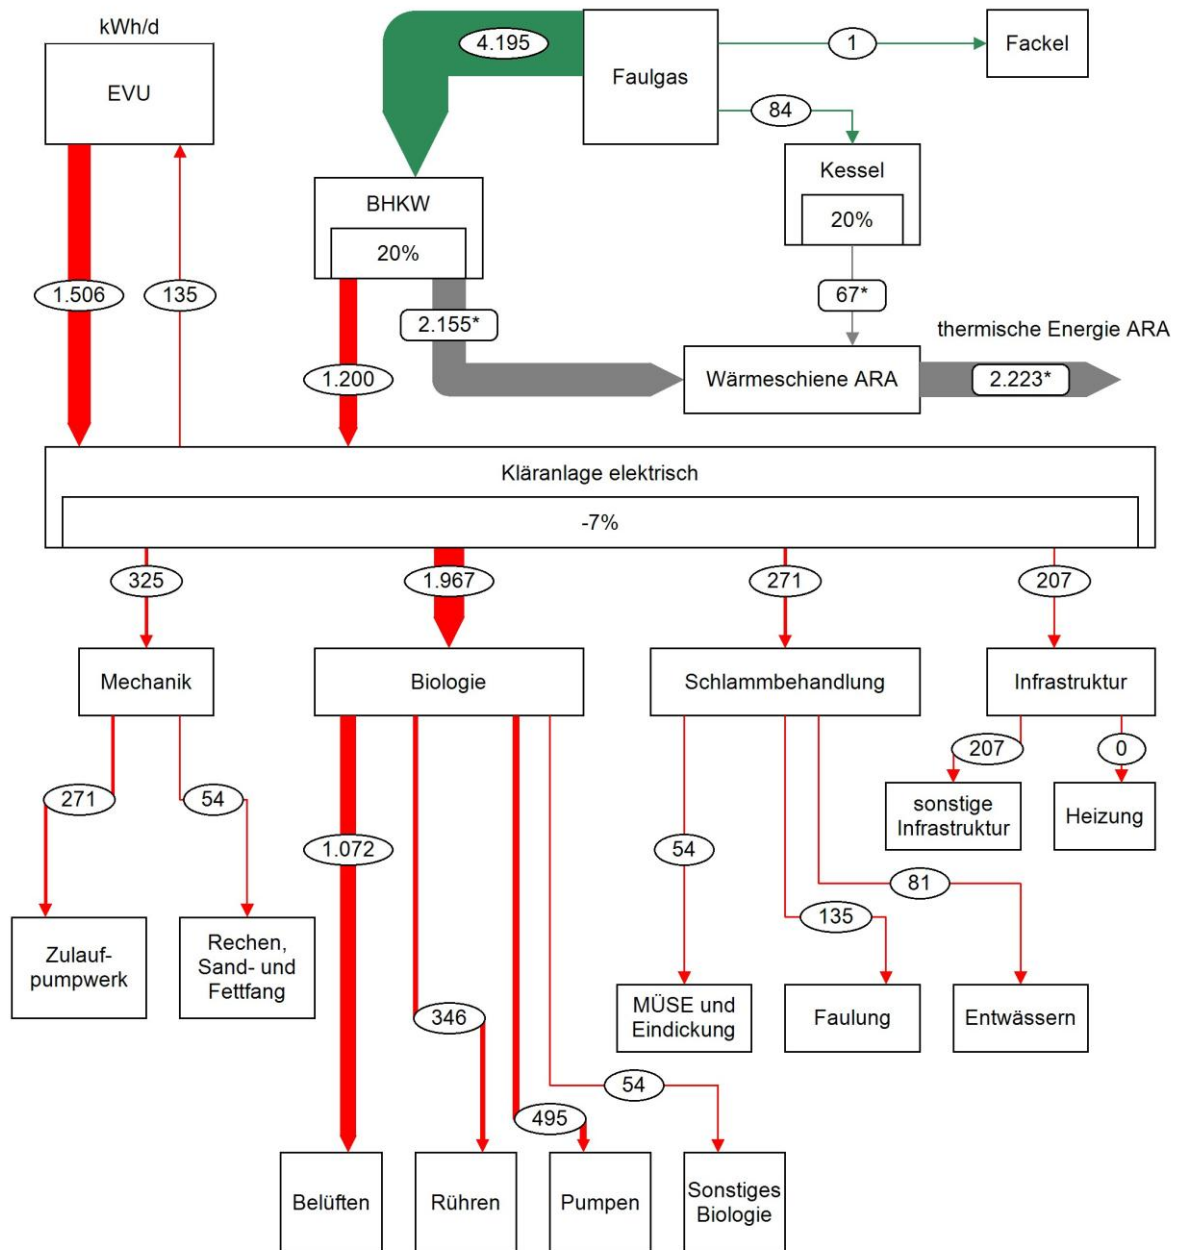 kWh/d
EVU
4.195
Faulgas
1
Fackel
84
Kessel
20%
BHKW
20%
1.506
135
67*
2.155*
thermische Energie ARA
1.200
Wärmeschiene ARA
2.223*
Kläranlage elektrisch
-7%
325
1.967
271
207
Mechanik
Biologie
Schlammbehandlung
Infrastruktur
207
0
271
54
sonstige
Infrastruktur
Heizung
1.072
54
81
135
Zulauf-
pumpwerk
Rechen,
Sand- und
Fettfang
346
MÜSE und
Eindickung
Faulung
Entwässern
54
495
Belüften
Rühren
Pumpen
Sonstiges
Biologie